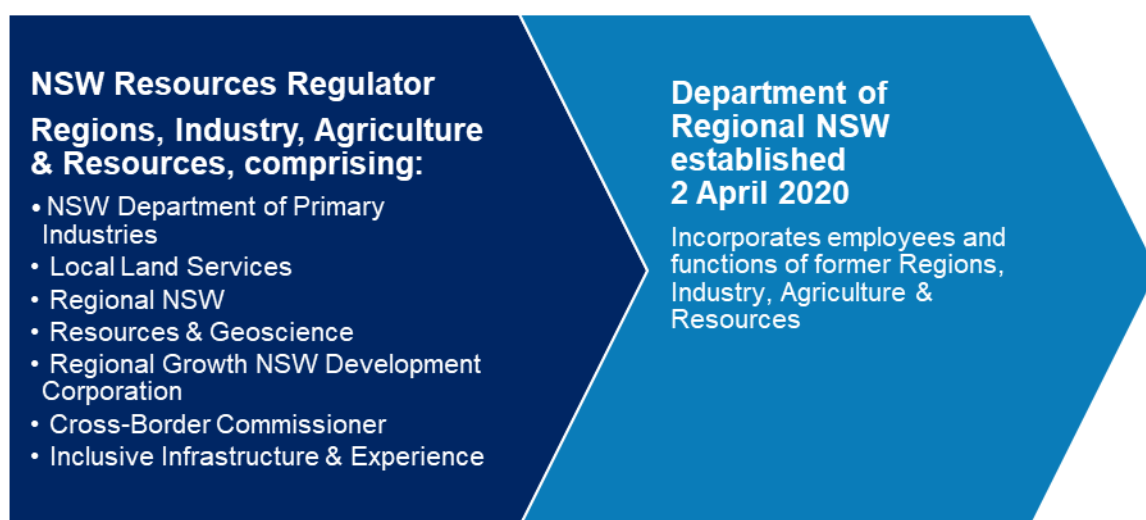 NSW Resources Regulator
Regions, Industry, Agriculture
& Resources, comprising:
• NSW Department of Primary
Industries
• Local Land Services
• Regional NSW
• Resources & Geoscience
• Regional Growth NSW Development
Corporation
• Cross-Border Commissioner
• Inclusive Infrastructure & Experience
Department of
Regional NSW
established
2 April 2020
Incorporates employees and
functions of former Regions,
Industry, Agriculture &
Resources